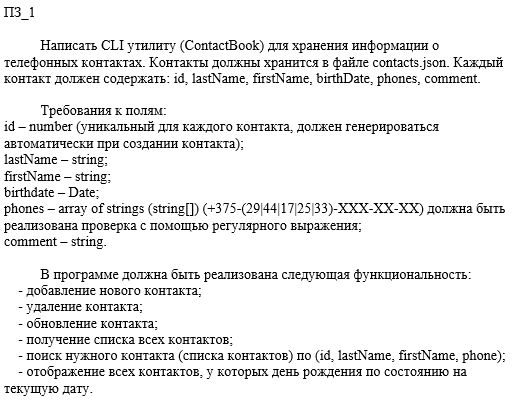 ПЗ_1
Написать CLI утилиту (ContactBook) для хранения информации о
телефонных контактах. Контакты должны хранится в файле contacts.json. Каждый
контакт должен содержать: id, lastName, firstName, birthDate, phones, comment.
Требования к полям:
id – number (уникальный для каждого контакта, должен генерироваться
автоматически при создании контакта);
lastName – string;
firstName – string;
birthdate – Date;
phones – array of strings (string[]) (+375-(29|44|17|25|33)-XXX-XX-XX) должна быть
реализована проверка с помощью регулярного выражения;
comment – string.
В программе должна быть реализована следующая функциональность:
- добавление нового контакта;
- удаление контакта;
- обновление контакта;
- получение списка всех контактов;
- поиск нужного контакта (списка контактов) по (id, lastName, firstName, phone);
- отображение всех контактов, у которых день рождения по состоянию на
текущую дату.